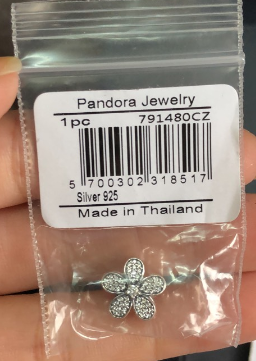 Pandora Jewelry
1pc 791480CZ
5 700302 318517
Silver 925
Made in Thailand